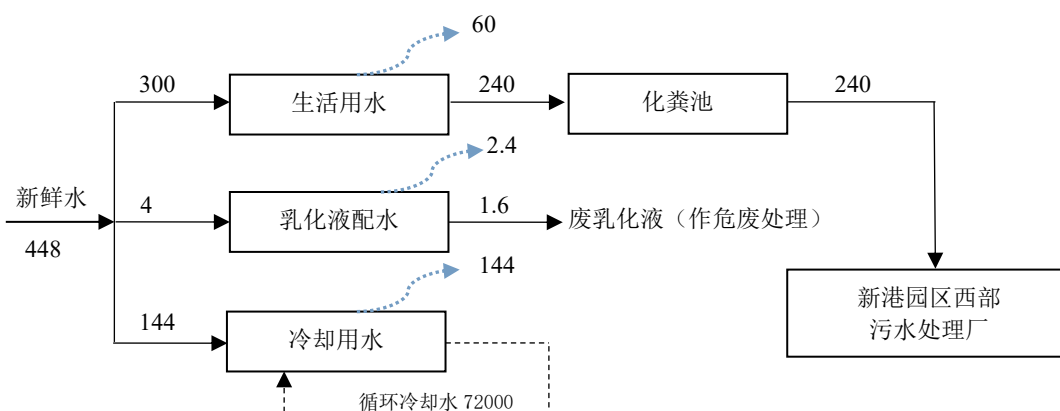 60
300
生活用水
240
化粪池
240
2.4
新鲜水
4
乳化液配水
1.6
废乳化液（作危废处理）
448
144
144
冷却用水
新港园区西部
污水处理厂
循环冷却水 72000